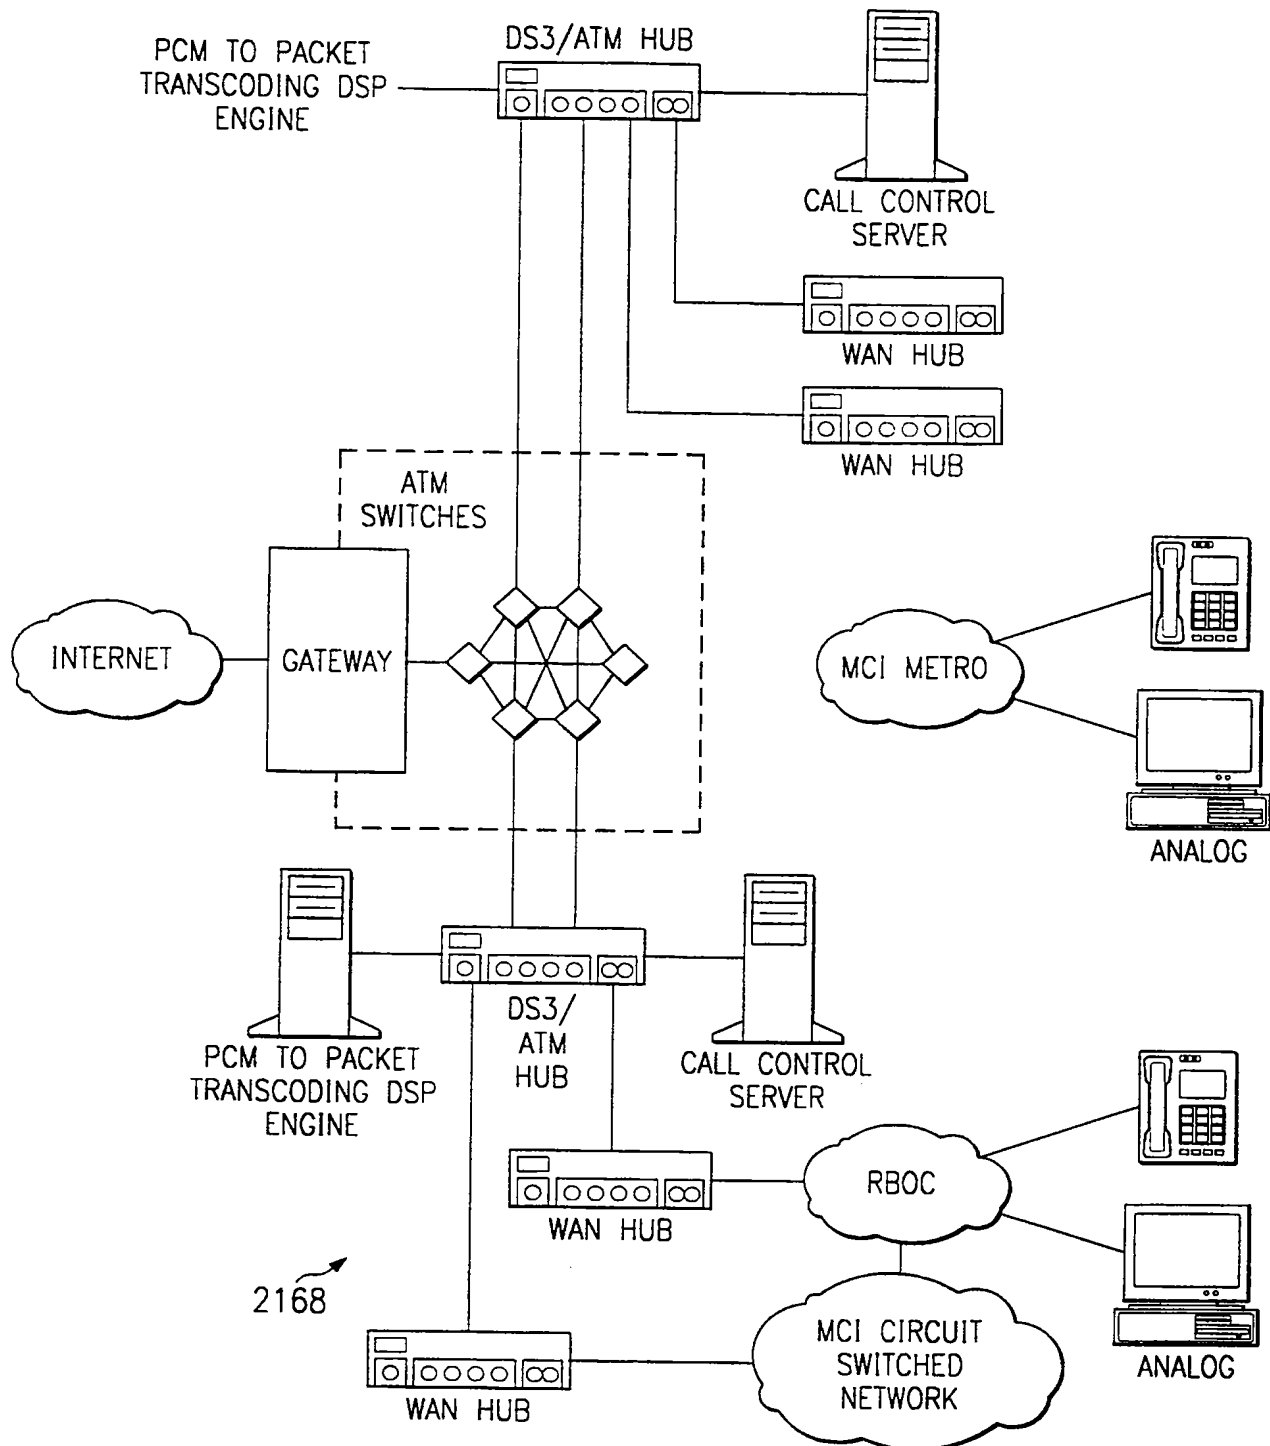 DS3/ATM HUB
PCM TO PACKET
TRANSCODING DSP
ENGINE
CALL CONTROL
SERVER
WAN HUB
WAN HUB
ATM
SWITCHES
INTERNET
GATEWAY
MCI METRO
ANALOG
DS3/
ATM
HUB
PCM TO PACKET
TRANSCODING DSP
ENGINE
CALL CONTROL
SERVER
RBOC
WAN HUB
2168
MCI CIRCUIT
SWITCHED
NETWORK
ANALOG
WAN HUB